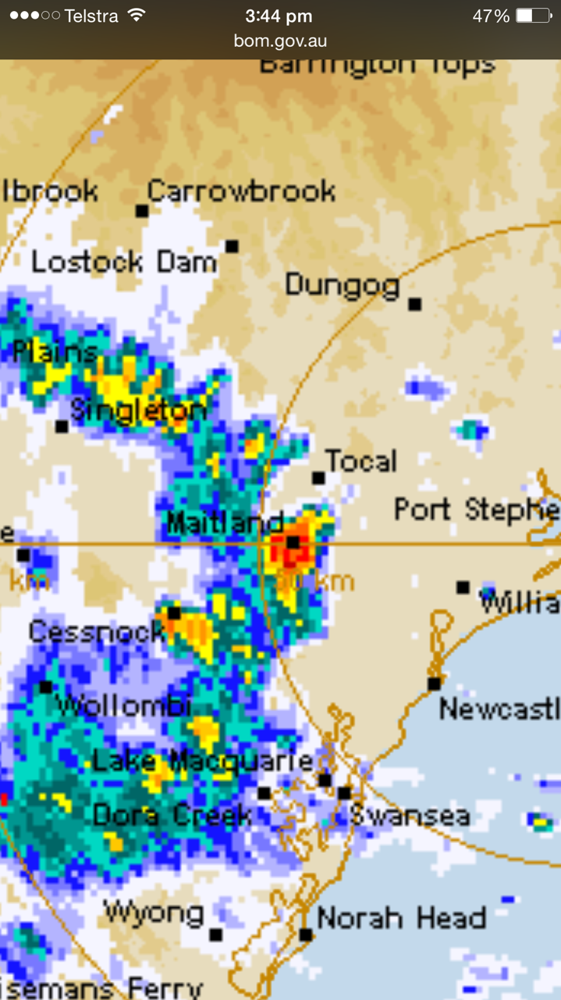 Telstra 3:44 pm 47%
bom.gov.au
Barrington Tops
lbrook Carrowbrook
Lostock Dam
Dungog
Plains
Singleton
Tocal
Port Stephe
Maitland
e
km 50 km
Willia
Cessnock
Wollombi
Newcastl
Lake Macquarie
Dora Creek Swansea
Wyong Norah Head
isemans Ferry